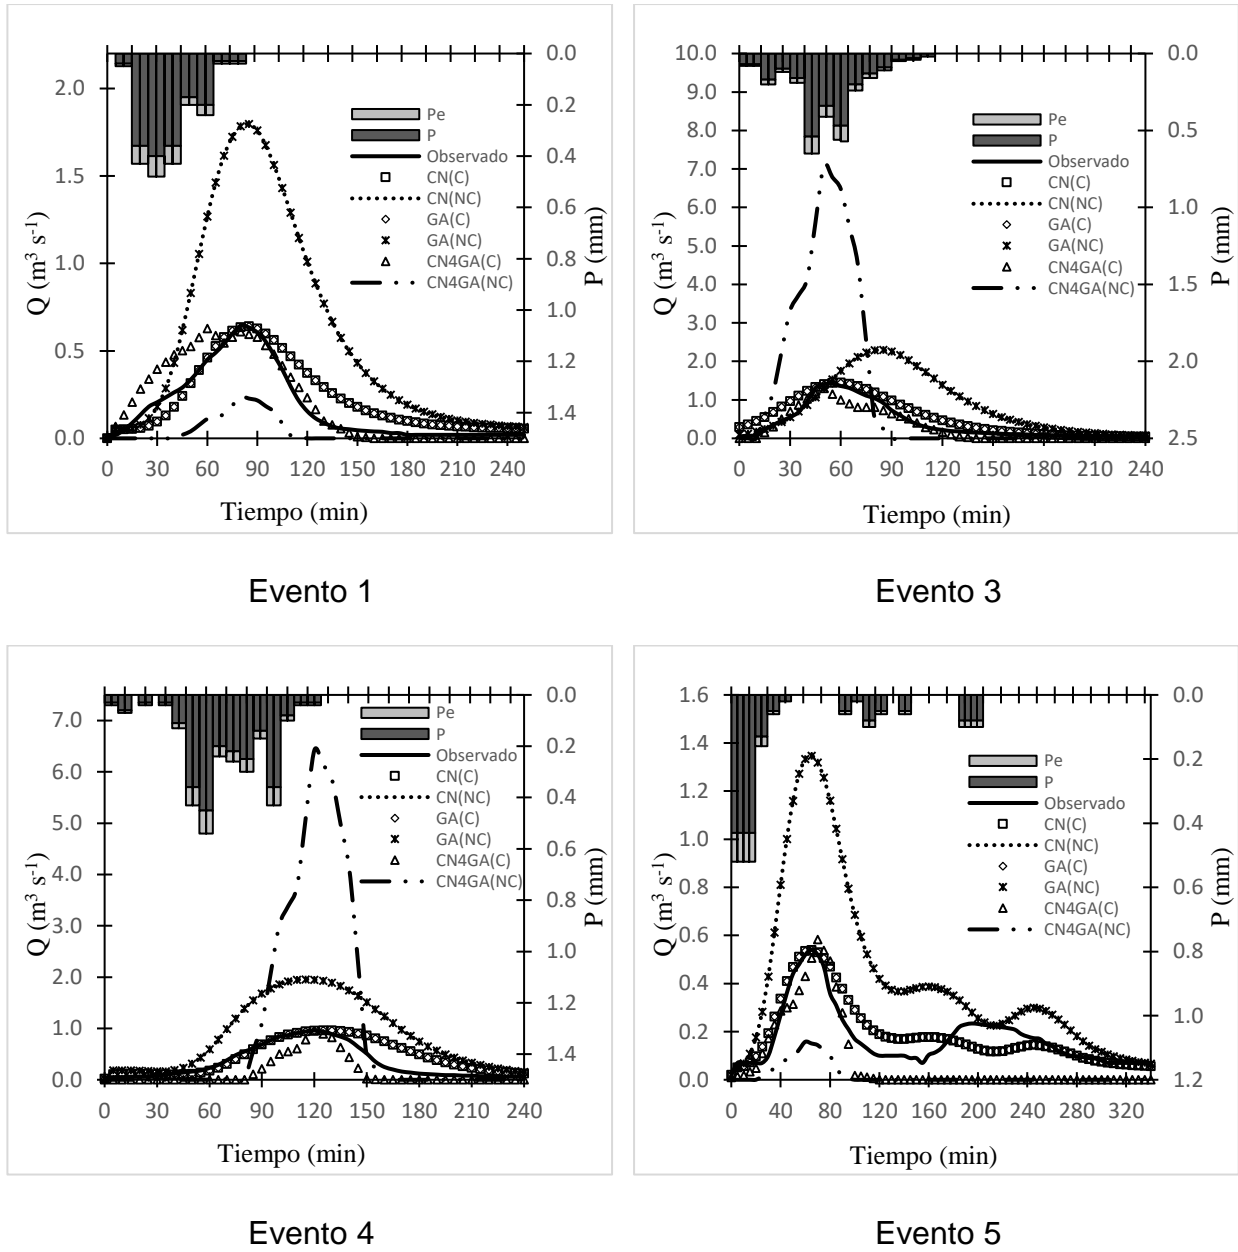 2.0
1.5
1.0
0.5
0.0
Q (m³ s⁻¹)
0.0
0.2
0.4
0.6
0.8
1.0
1.2
1.4
P (mm)
Pe
P
Observado
CN(C)
CN(NC)
GA(C)
GA(NC)
CN4GA(C)
CN4GA(NC)
0 30 60 90 120 150 180 210 240
Tiempo (min)
Evento 1
10.0
9.0
8.0
7.0
6.0
5.0
4.0
3.0
2.0
1.0
0.0
Q (m³ s⁻¹)
0.0
0.5
1.0
1.5
2.0
2.5
P (mm)
Pe
P
Observado
CN(C)
CN(NC)
GA(C)
GA(NC)
CN4GA(C)
CN4GA(NC)
0 30 60 90 120 150 180 210 240
Tiempo (min)
Evento 3
7.0
6.0
5.0
4.0
3.0
2.0
1.0
0.0
Q (m³ s⁻¹)
0.0
0.2
0.4
0.6
0.8
1.0
1.2
1.4
P (mm)
Pe
P
Observado
CN(C)
CN(NC)
GA(C)
GA(NC)
CN4GA(C)
CN4GA(NC)
0 30 60 90 120 150 180 210 240
Tiempo (min)
Evento 4
1.6
1.4
1.2
1.0
0.8
0.6
0.4
0.2
0.0
Q (m³ s⁻¹)
0.0
0.2
0.4
0.6
0.8
1.0
1.2
P (mm)
Pe
P
Observado
CN(C)
CN(NC)
GA(C)
GA(NC)
CN4GA(C)
CN4GA(NC)
0 40 80 120 160 200 240 280 320
Tiempo (min)
Evento 5